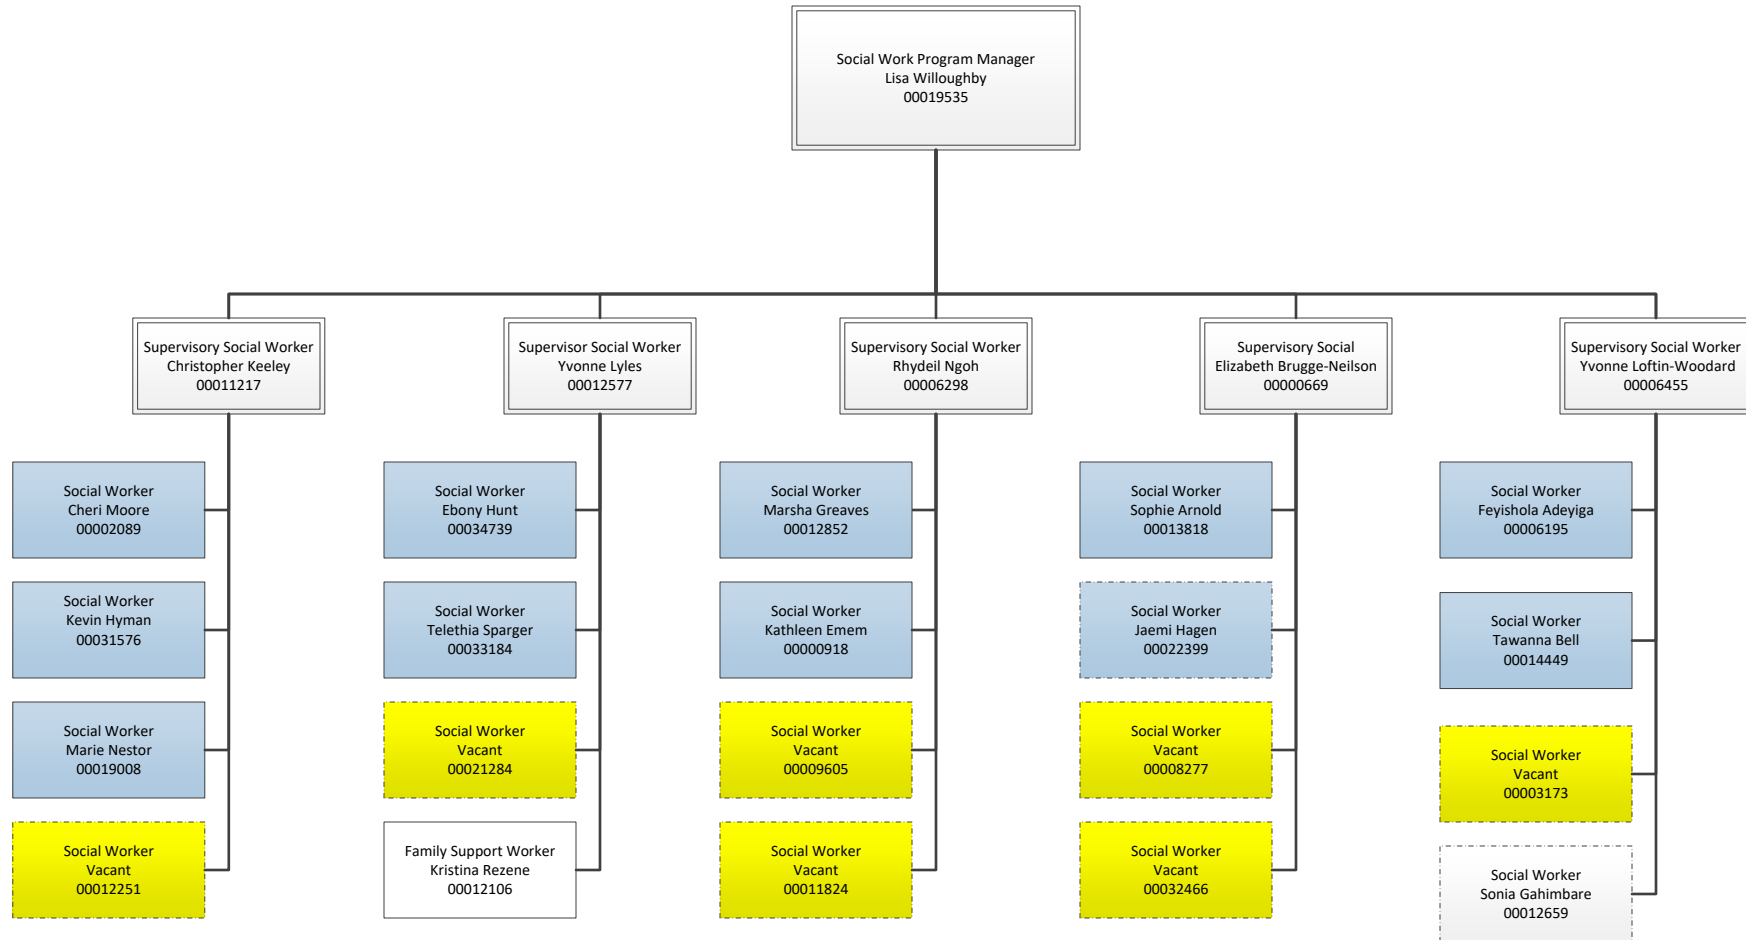 Social Work Program Manager
Lisa Willoughby
00019535
Supervisory Social Worker
Christopher Keeley
00011217
Supervisor Social Worker
Yvonne Lyles
00012577
Supervisory Social Worker
Rhydeil Ngoh
00006298
Supervisory Social
Elizabeth Brugge-Neilson
00000669
Supervisory Social Worker
Yvonne Loftin-Woodard
00006455
Social Worker
Cheri Moore
00002089
Social Worker
Ebony Hunt
00034739
Social Worker
Marsha Greaves
00012852
Social Worker
Sophie Arnold
00013818
Social Worker
Feyishola Adeyiga
00006195
Social Worker
Kevin Hyman
00031576
Social Worker
Telethia Sparger
00033184
Social Worker
Kathleen Emem
00000918
Social Worker
Jaemi Hagen
00022399
Social Worker
Tawanna Bell
00014449
Social Worker
Marie Nestor
00019008
Social Worker
Vacant
00021284
Social Worker
Vacant
00009605
Social Worker
Vacant
00008277
Social Worker
Vacant
00003173
Social Worker
Vacant
00012251
Family Support Worker
Kristina Rezene
00012106
Social Worker
Vacant
00011824
Social Worker
Vacant
00032466
Social Worker
Sonia Gahimbare
00012659